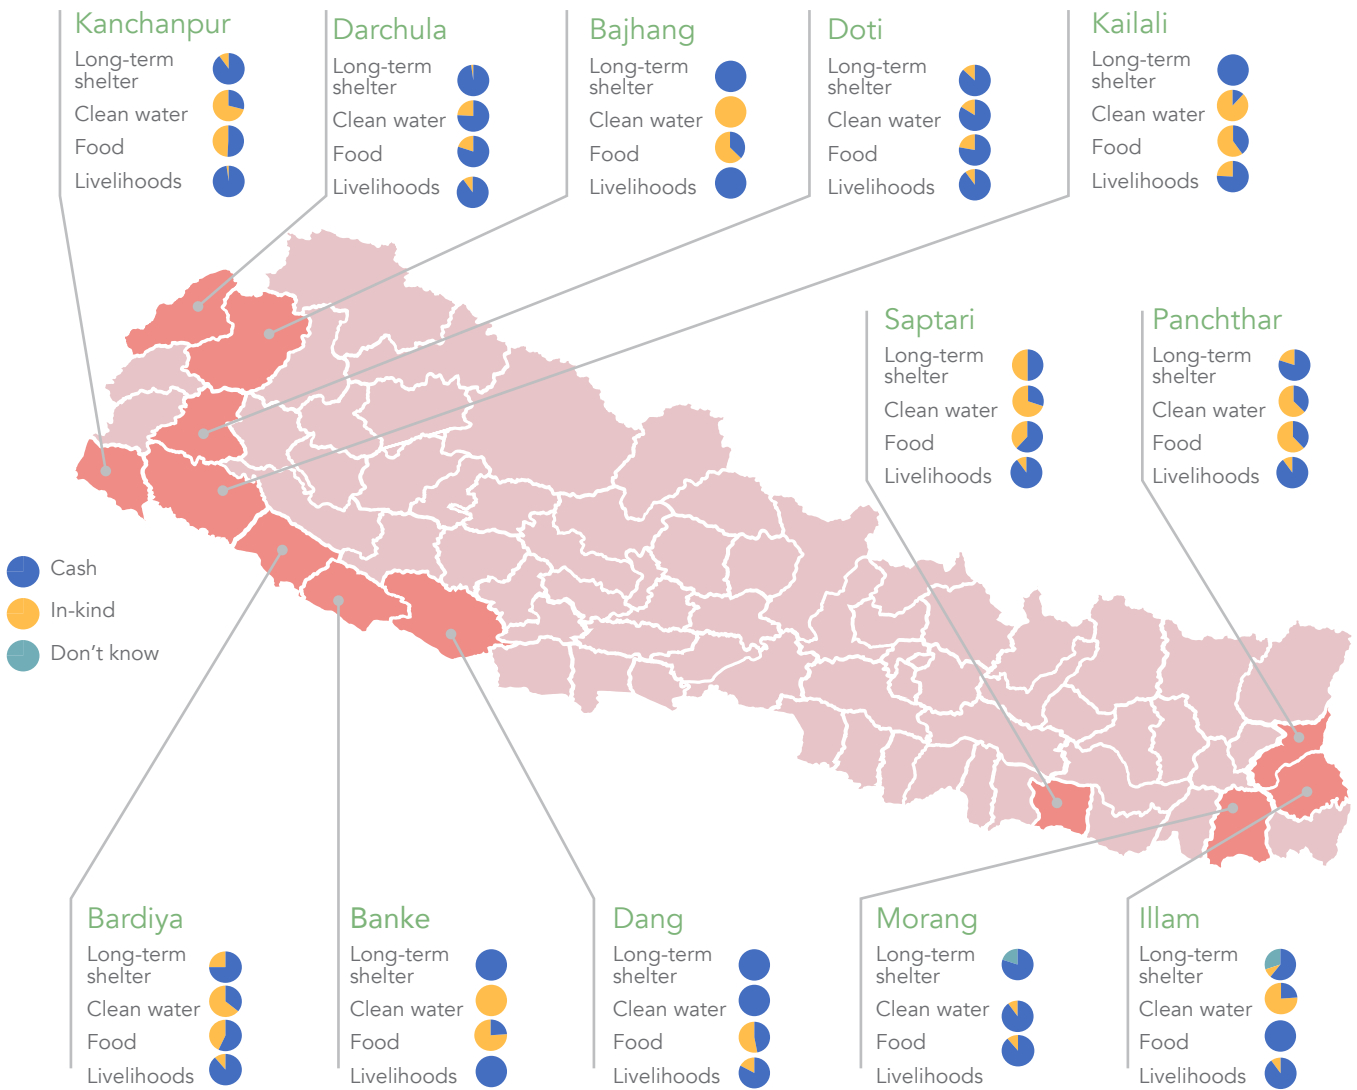 Kanchanpur
Long-term
shelter
Clean water
Food
Livelihoods
Darchula
Long-term
shelter
Clean water
Food
Livelihoods
Bajhang
Long-term
shelter
Clean water
Food
Livelihoods
Doti
Long-term
shelter
Clean water
Food
Livelihoods
Kailali
Long-term
shelter
Clean water
Food
Livelihoods
Saptari
Long-term
shelter
Clean water
Food
Livelihoods
Panchthar
Long-term
shelter
Clean water
Food
Livelihoods
Cash
In-kind
Don't know
Bardiya
Long-term
shelter
Clean water
Food
Livelihoods
Banke
Long-term
shelter
Clean water
Food
Livelihoods
Dang
Long-term
shelter
Clean water
Food
Livelihoods
Morang
Long-term
shelter
Clean water
Food
Livelihoods
Illam
Long-term
shelter
Clean water
Food
Livelihoods